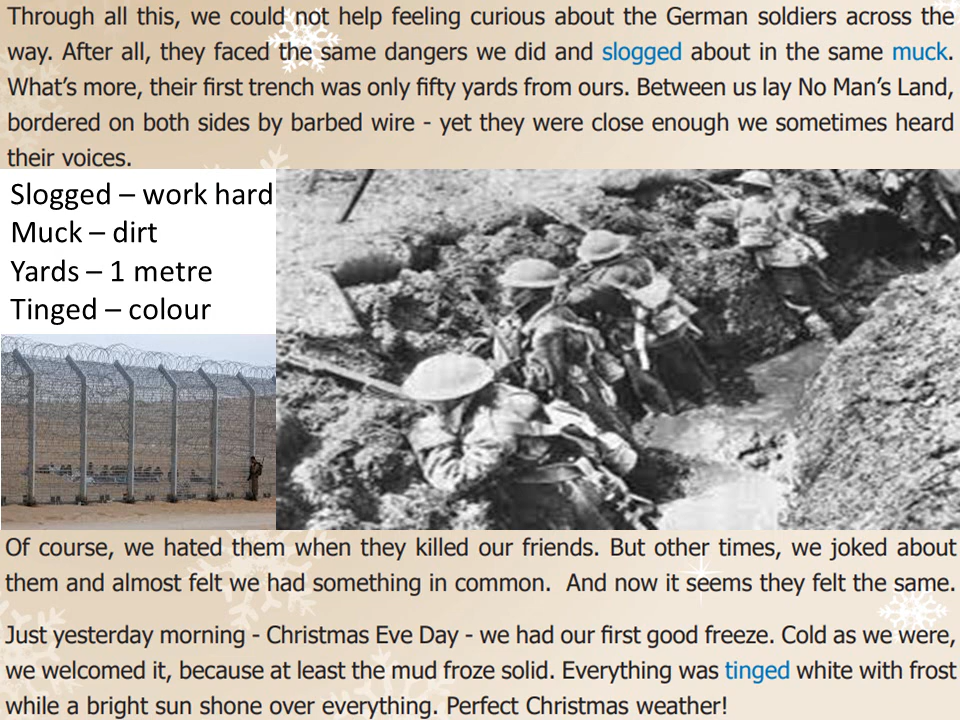 Through all this, we could not help feeling curious about the German soldiers across the
way. After all, they faced the same dangers we did and slogged about in the same muck.
What's more, their first trench was only fifty yards from ours. Between us lay No Man's Land,
bordered on both sides by barbed wire - yet they were close enough we sometimes heard
their voices.
Slogged – work hard
Muck – dirt
Yards – 1 metre
Tinged – colour
Of course, we hated them when they killed our friends. But other times, we joked about
them and almost felt we had something in common. And now it seems they felt the same.
Just yesterday morning - Christmas Eve Day - we had our first good freeze. Cold as we were,
we welcomed it, because at least the mud froze solid. Everything was tinged white with frost
while a bright sun shone over everything. Perfect Christmas weather!